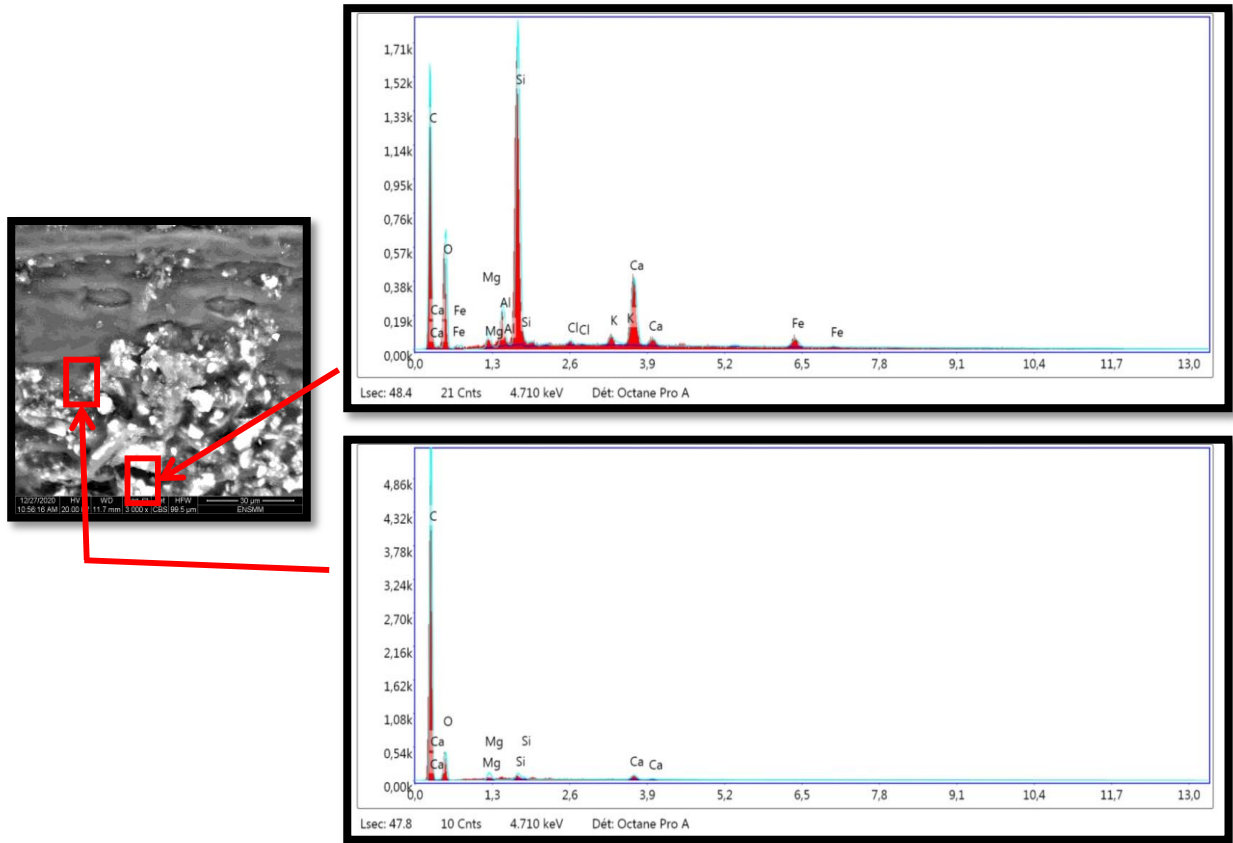 12/27/2020 HV WD HFW 30 µm
10:56:16 AM 20.00 11.7 mm 3 000 x CBS 99.5 µm ENSMM
1,71k
1,52k
1,33k
1,14k
0,95k
0,76k
0,57k
0,38k
0,19k
0,00k
Si
C
O
Mg
Ca
Al
Ca Fe Al Si Cl Cl K K Ca Fe
Ca Fe Mg Al Ca Fe
0,0 1,3 2,6 3,9 5,2 6,5 7,8 9,1 10,4 11,7 13,0
Lsec: 48.4 21 Cnts 4.710 keV Dét: Octane Pro A
4,86k
4,32k
3,78k
3,24k
2,70k
2,16k
1,62k
1,08k
0,54k
0,00k
C
O
Ca Mg Si
Ca Mg Si Ca Ca
0,0 1,3 2,6 3,9 5,2 6,5 7,8 9,1 10,4 11,7 13,0
Lsec: 47.8 10 Cnts 4.710 keV Dét: Octane Pro A